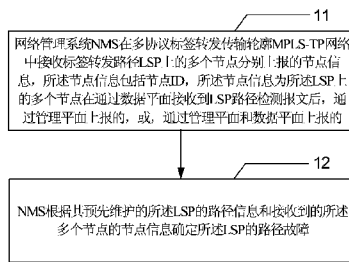 11
网络管理系统NMS在多协议标签转发传输轮廓MPLS-TP网络
中接收标签转发路径LSP上的多个节点分别上报的节点信
息，所述节点信息包括节点ID，所述节点信息为所述LSP上
的多个节点在通过数据平面接收到LSP路径检测报文后，通
过管理平面上报的，或，通过管理平面和数据平面上报的
12
NMS根据其预先维护的所述LSP的路径信息和接收到的所述
多个节点的节点信息确定所述LSP的路径故障